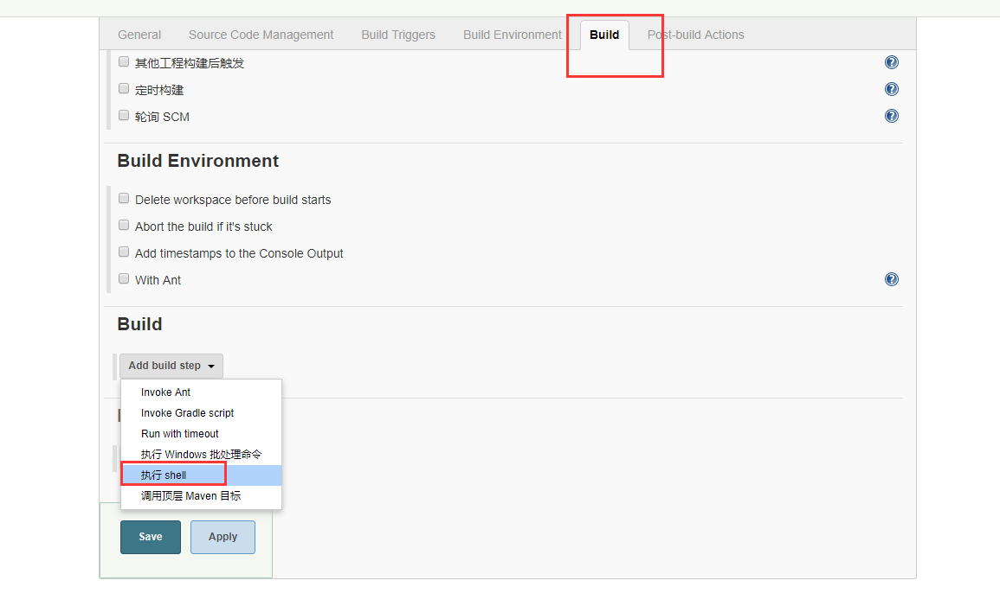 General Source Code Management Build Triggers Build Environment Build Post-build Actions
其他工程构建后触发
定时构建
轮询 SCM
Build Environment
Delete workspace before build starts
Abort the build if it's stuck
Add timestamps to the Console Output
With Ant
Build
Add build step
Invoke Ant
Invoke Gradle script
Run with timeout
执行 Windows 批处理命令
执行 shell
调用顶层 Maven 目标
Save Apply